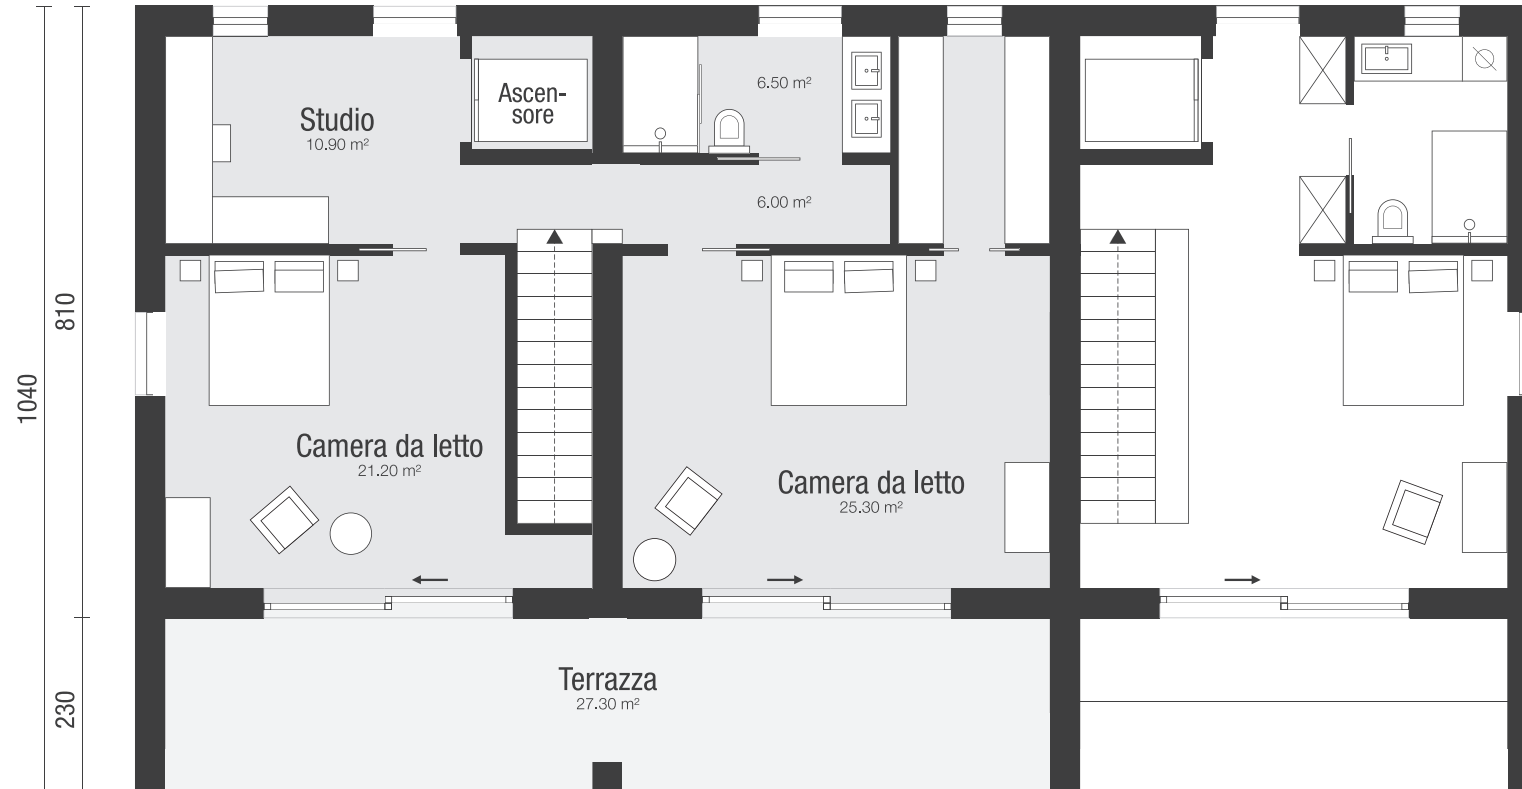 Ascen-
sore
6.50 m²
Studio
10.90 m²
6.00 m²
810
1040
Camera da letto
21.20 m²
Camera da letto
25.30 m²
Terrazza
27.30 m²
230